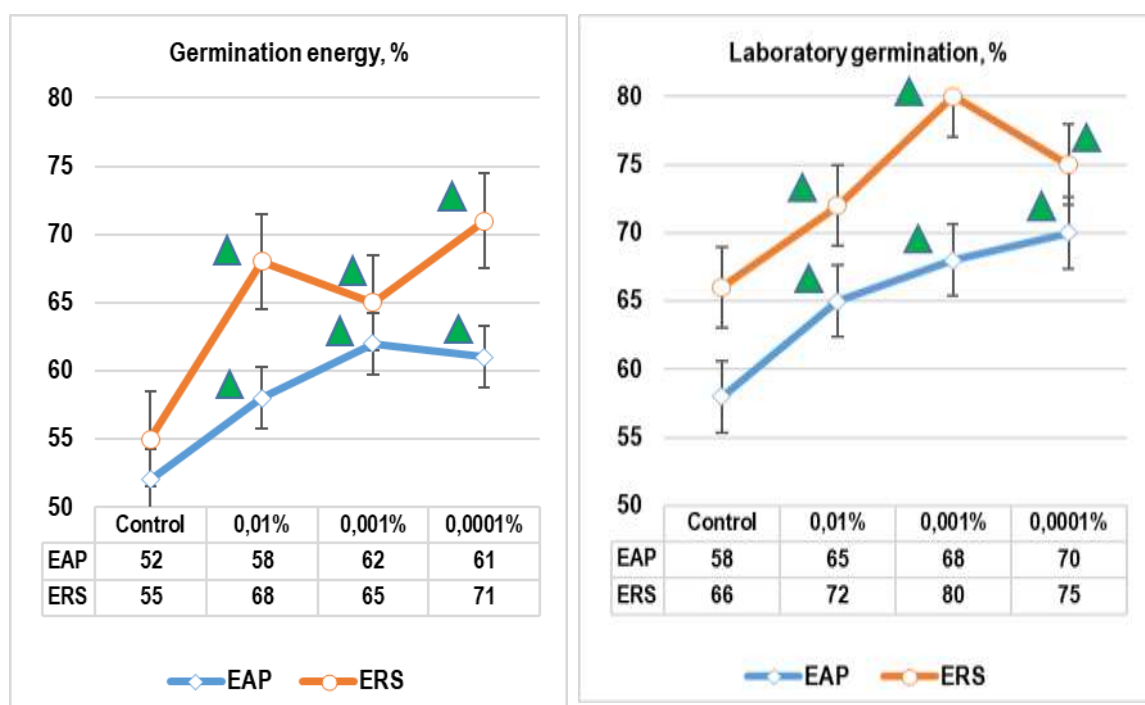 Germination energy, %
80
75
70
65
60
55
50
Control 0,01% 0,001% 0,0001%
EAP 52 58 62 61
ERS 55 68 65 71
EAP ERS
Laboratory germination, %
80
75
70
65
60
55
50
Control 0,01% 0,001% 0,0001%
EAP 58 65 68 70
ERS 66 72 80 75
EAP ERS